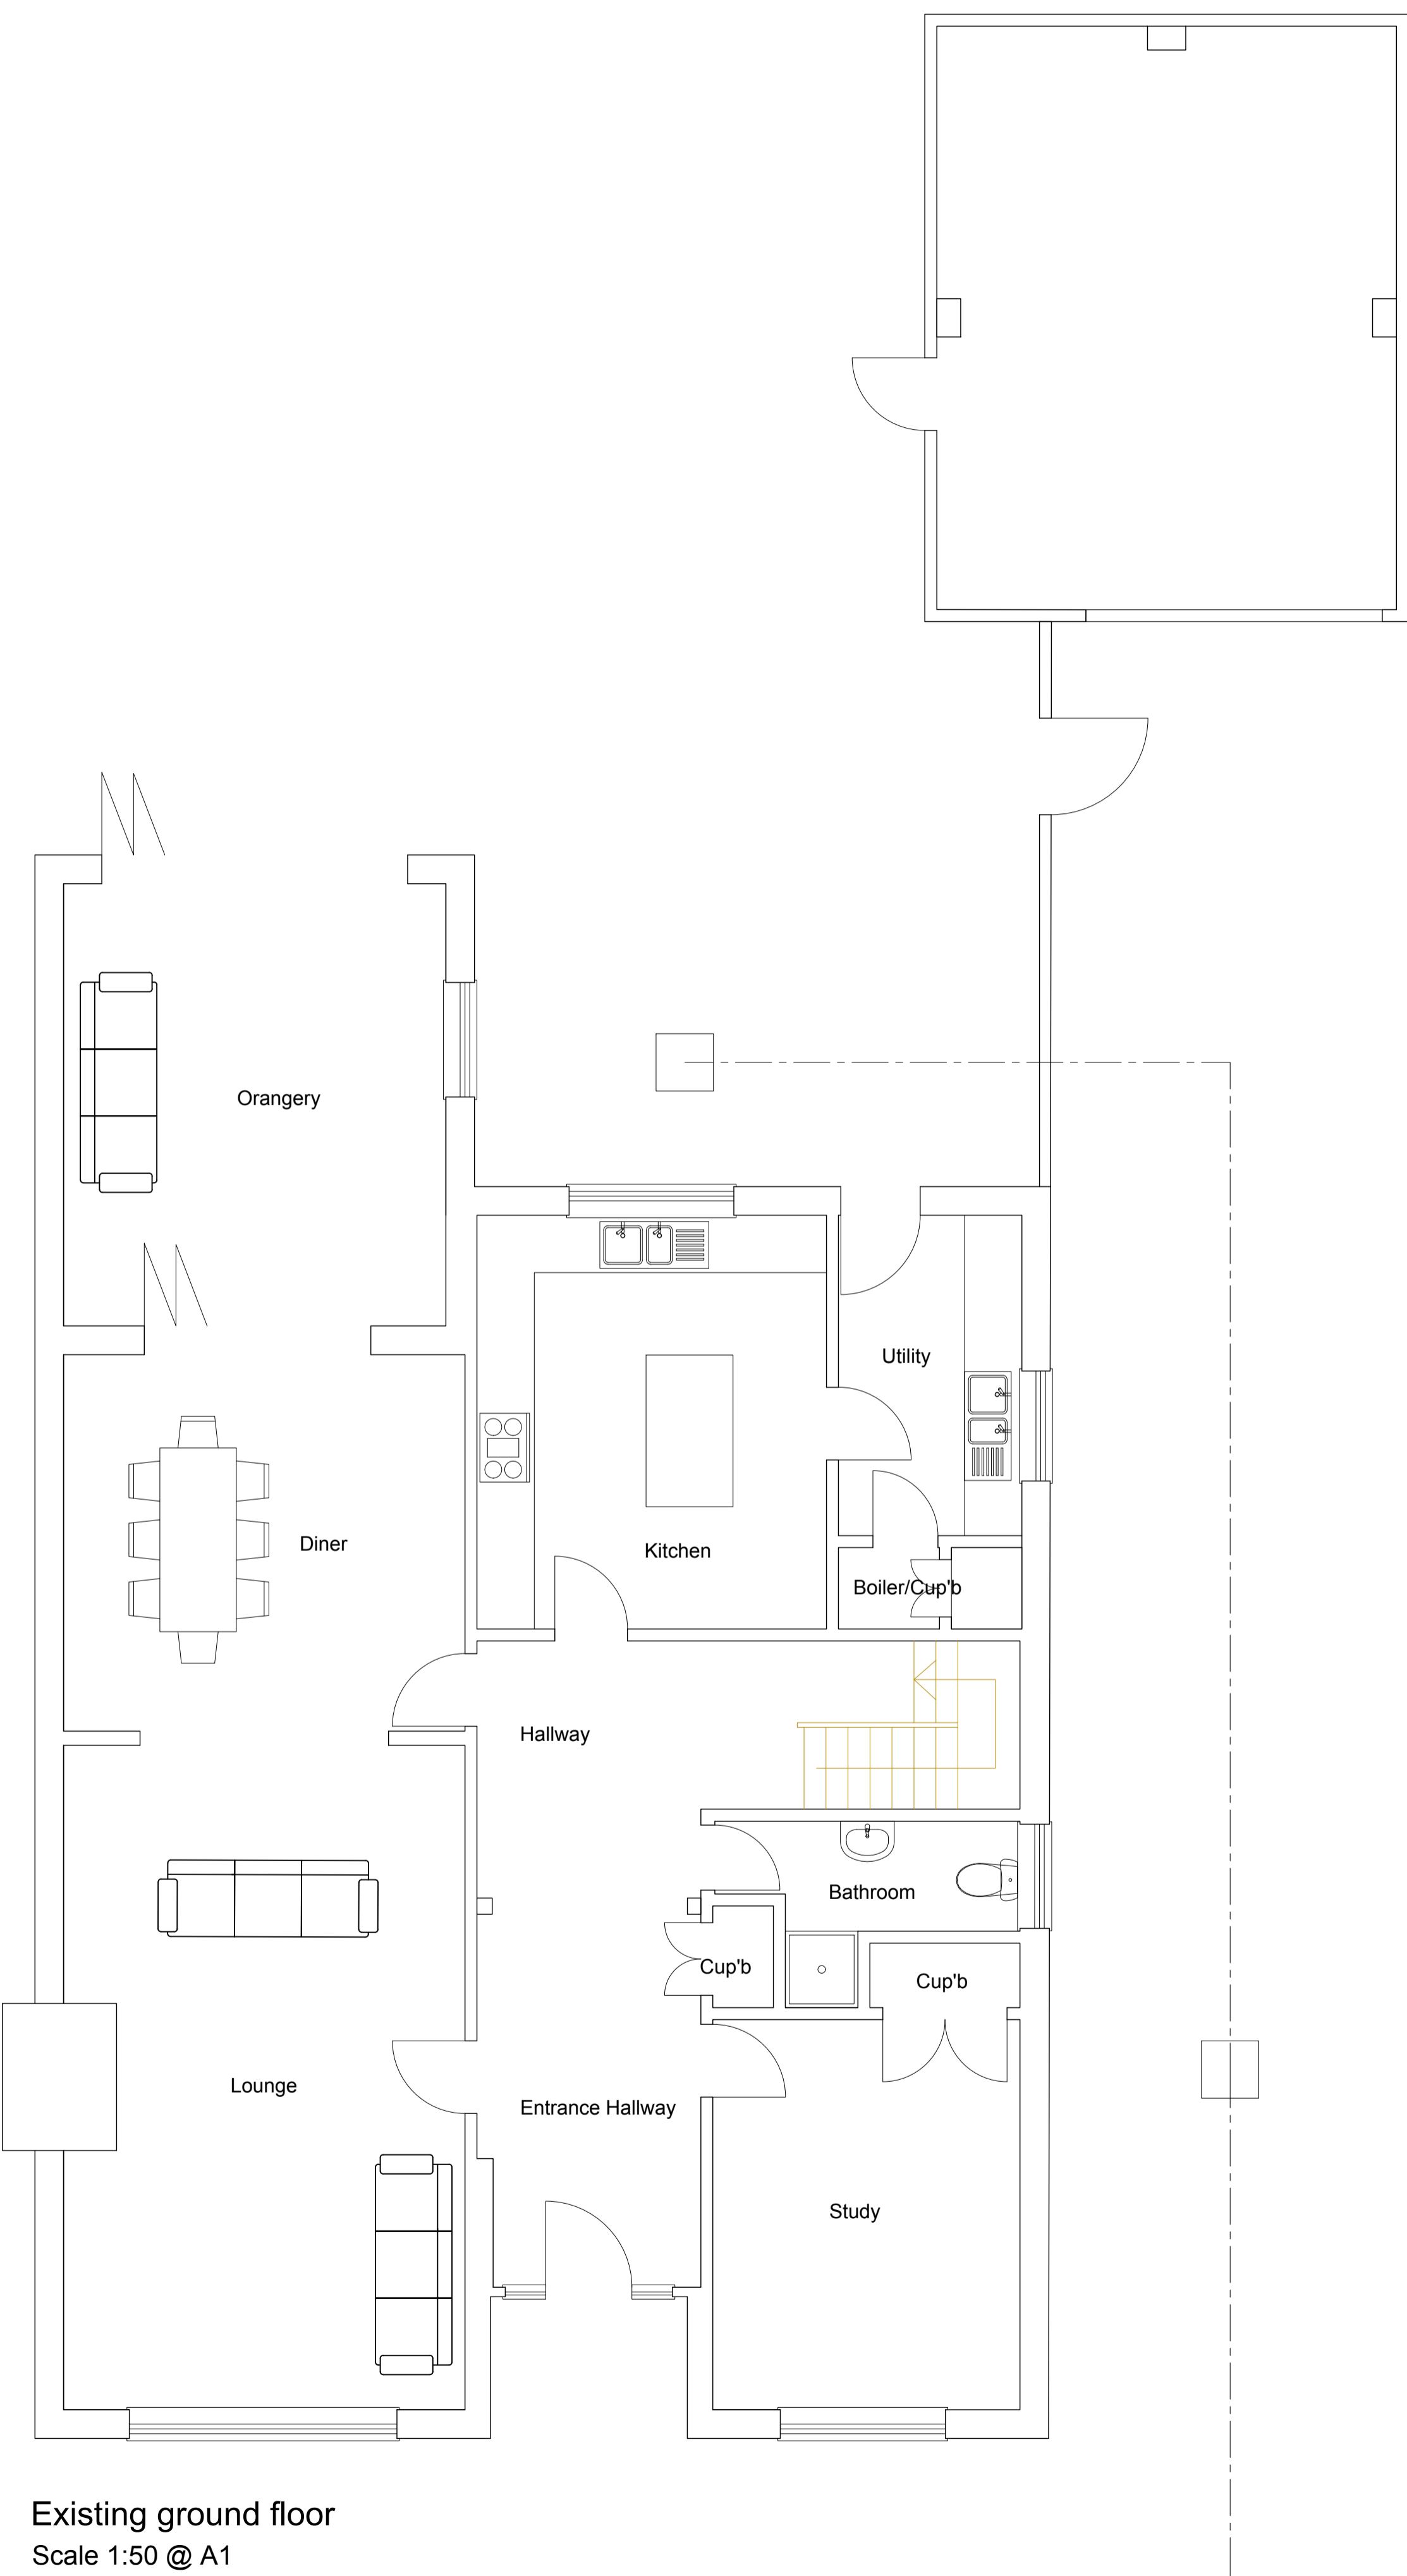 Orangery
Utility
Diner
Kitchen
Boiler/Cup'b
Hallway
Bathroom
Cup'b
Cup'b
Lounge
Entrance Hallway
Study
Existing ground floor
Scale 1:50 @ A1